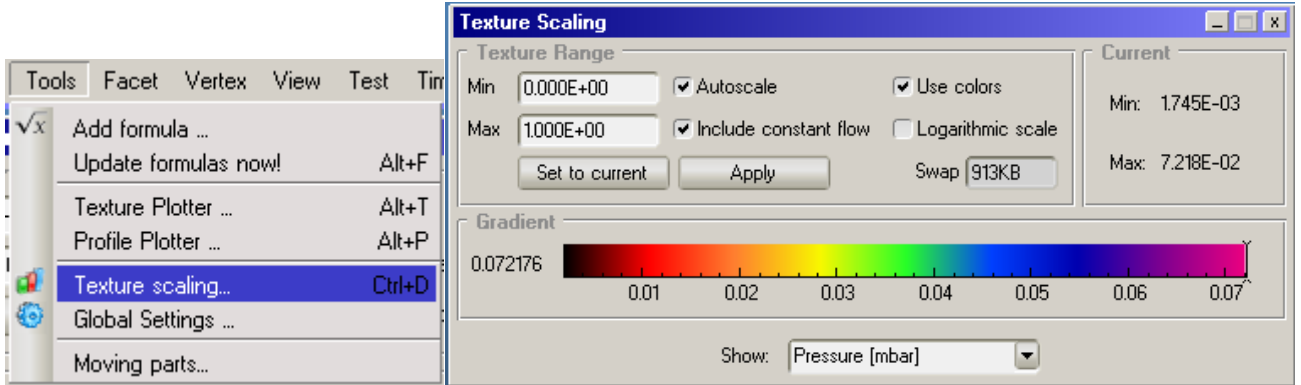 Tools Facet Vertex View Test Tim
√x Add formula ...
Update formulas now! Alt+F
Texture Plotter ... Alt+T
Profile Plotter ... Alt+P
Texture scaling... Ctrl+D
Global Settings ...
Moving parts...
Texture Scaling
Texture Range
Min 0.000E+00 Autoscale Use colors
Max 1.000E+00 Include constant flow Logarithmic scale
Set to current Apply Swap 913KB
Current
Min: 1.745E-03
Max: 7.218E-02
Gradient
0.072176
0.01 0.02 0.03 0.04 0.05 0.06 0.07
Show: Pressure [mbar]